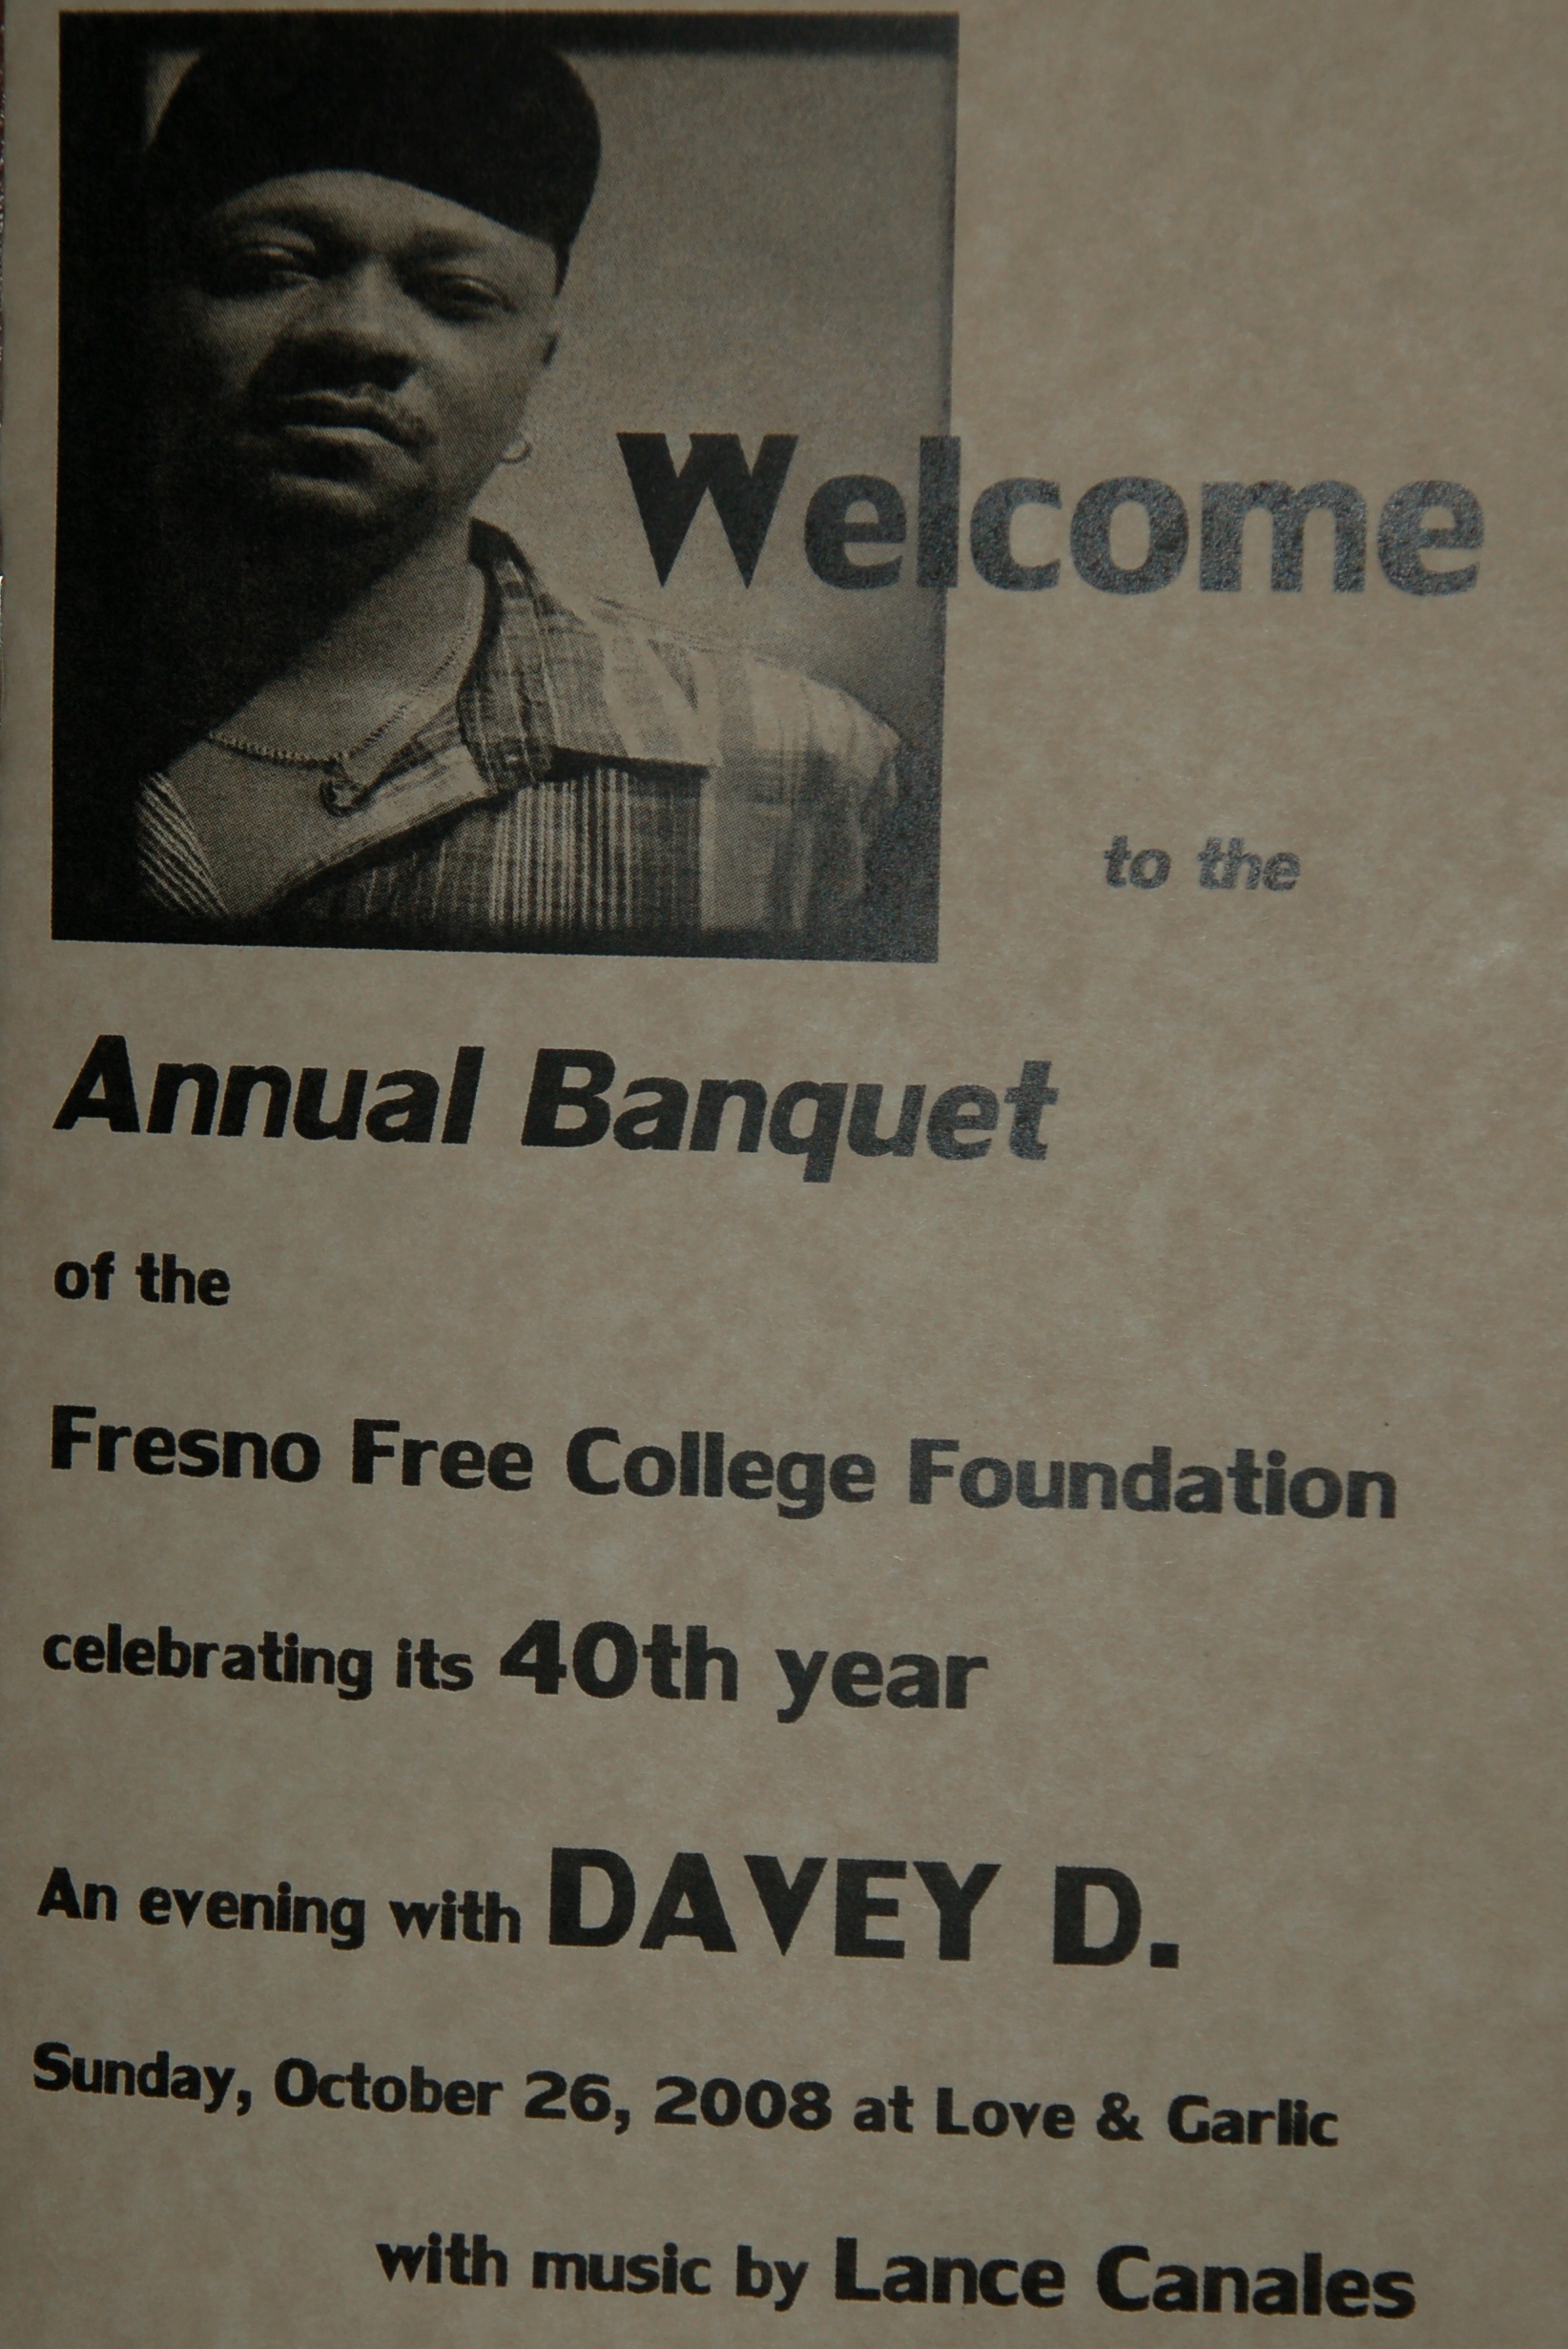 Welcome
to the
Annual Banquet
of the
Fresno Free College Foundation
celebrating its 40th year
An evening with DAVEY D.
Sunday, October 26, 2008 at Love & Garlic
with music by Lance Canales